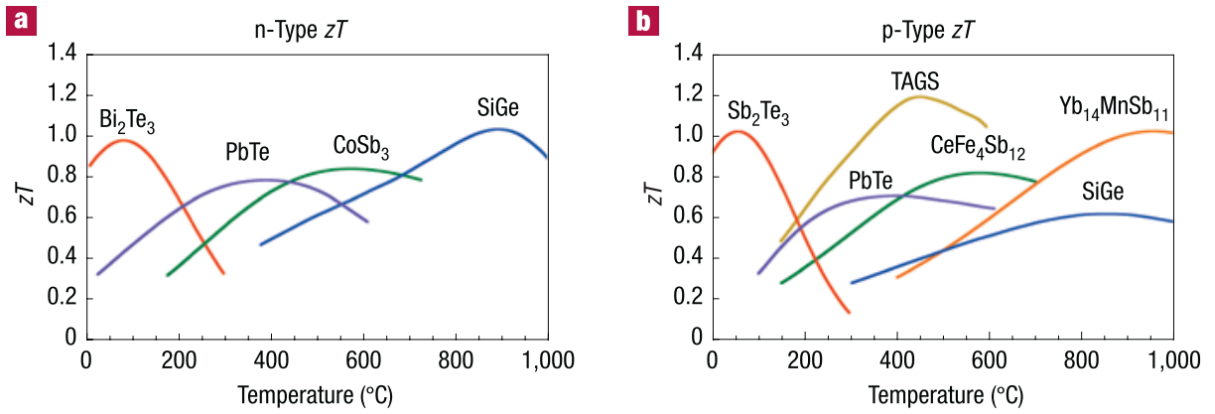 a
n-Type zT
1.4
1.2
1.0
0.8
0.6
0.4
0.2
0
zT
Bi₂Te₃
PbTe
CoSb₃
SiGe
0
200
400
600
800
1,000
Temperature (°C)
b
p-Type zT
1.4
1.2
1.0
0.8
0.6
0.4
0.2
0
zT
Sb₂Te₃
TAGS
PbTe
CeFe₄Sb₁₂
Yb₁₄MnSb₁₁
SiGe
0
200
400
600
800
1,000
Temperature (°C)